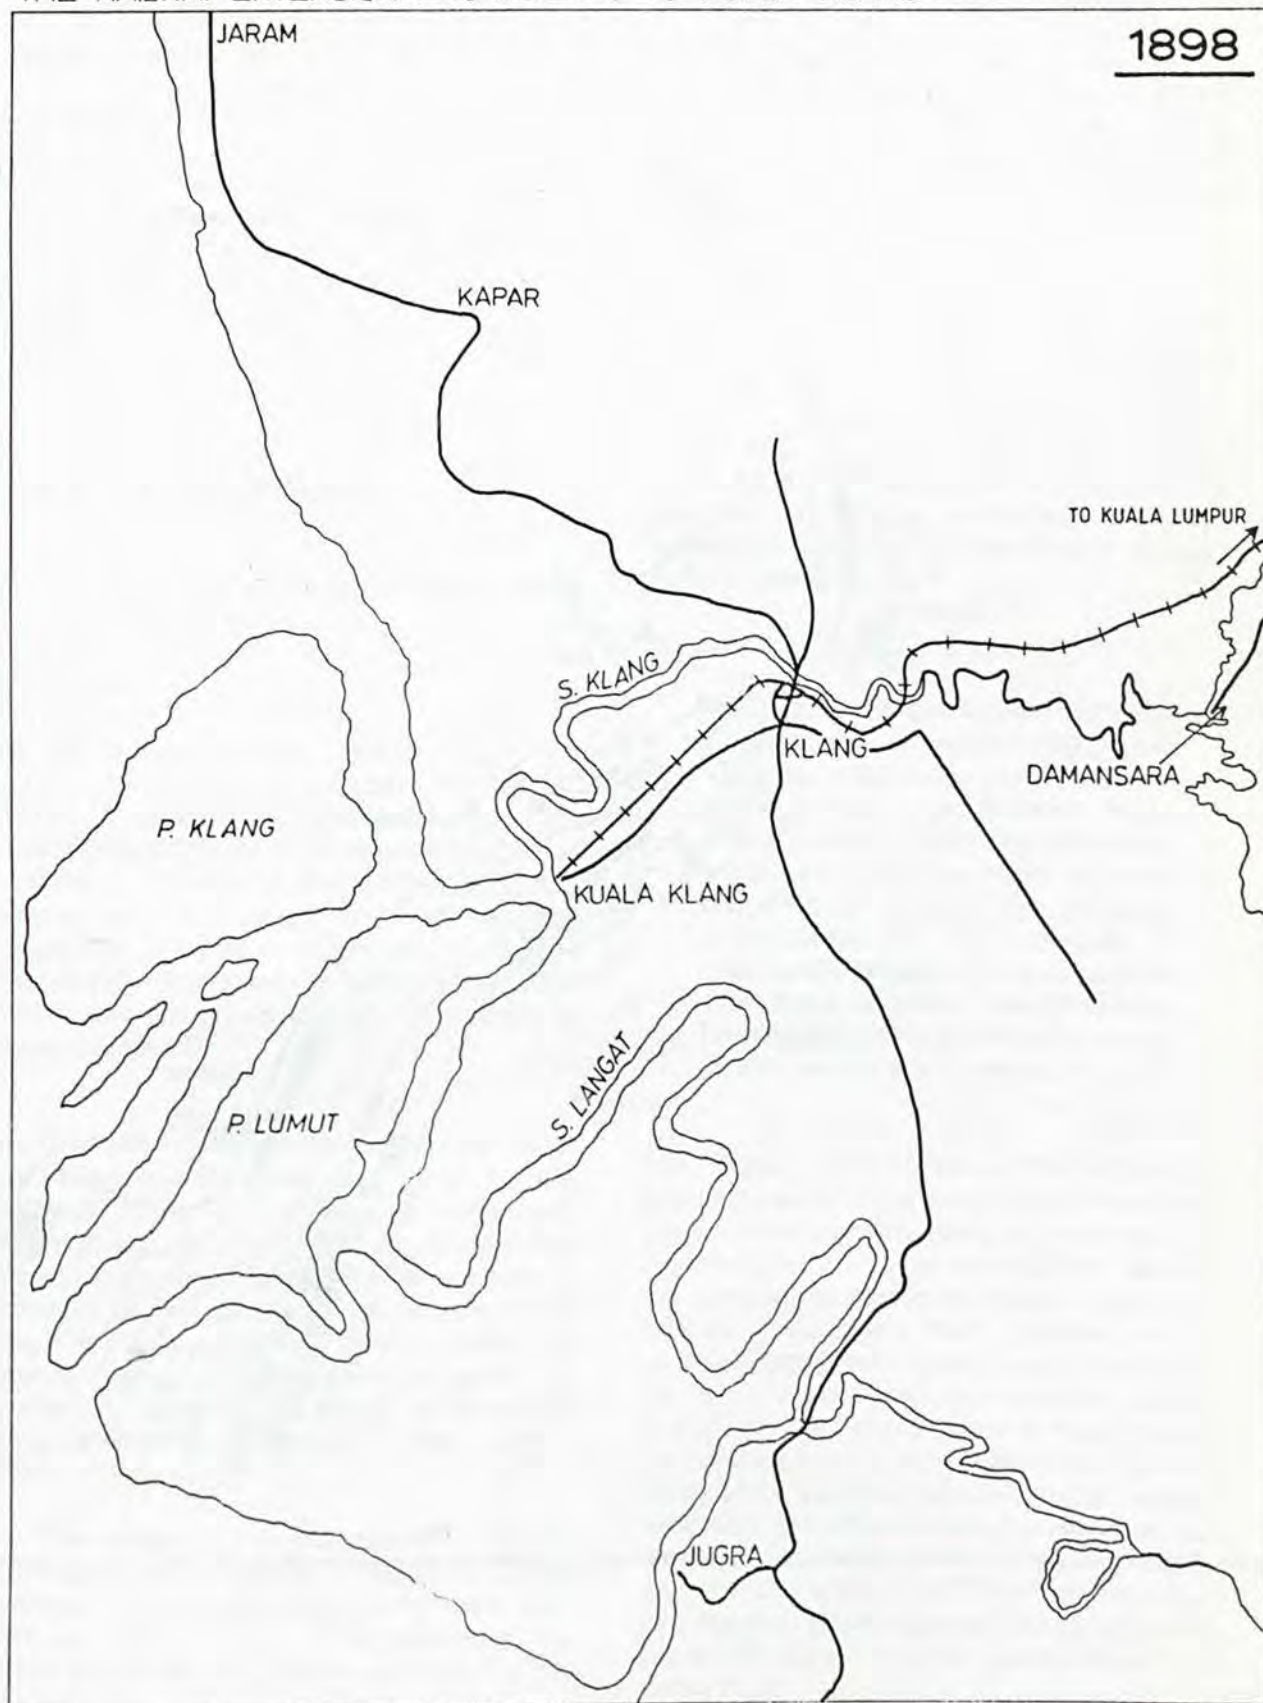 JARAM
1898
KAPAR
TO KUALA LUMPUR
S. KLANG
KLANG
DAMANSARA
P. KLANG
KUALA KLANG
S. LANGAT
P. LUMUT
JUGRA